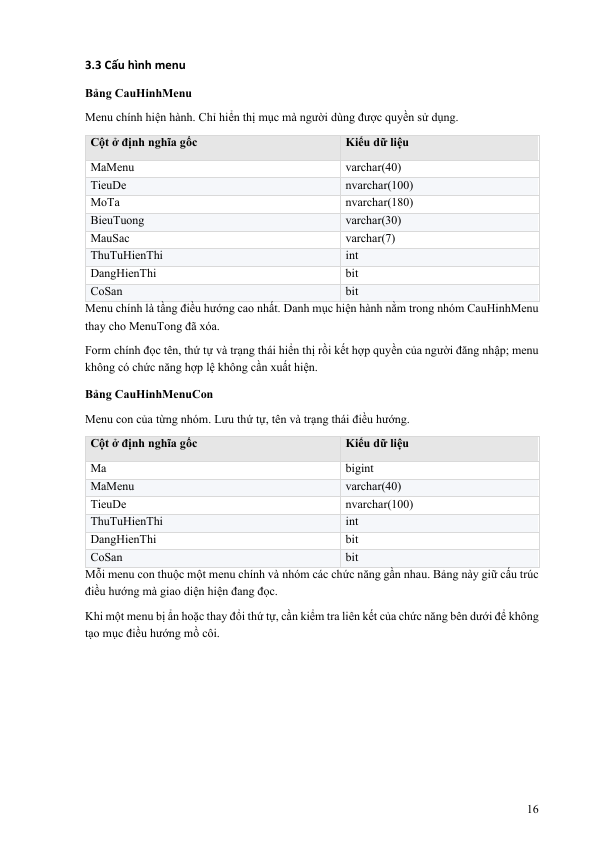 3.3 Cấu hình menu
Bảng CauHinhMenu
Menu chính hiện hành. Chỉ hiển thị mục mà người dùng được quyền sử dụng.
Cột ở định nghĩa gốc Kiểu dữ liệu
MaMenu varchar(40)
TieuDe nvarchar(100)
MoTa nvarchar(180)
BieuTuong varchar(30)
MauSac varchar(7)
ThuTuHienThi int
DangHienThi bit
CoSan bit
Menu chính là tầng điều hướng cao nhất. Danh mục hiện hành nằm trong nhóm CauHinhMenu
thay cho MenuTong đã xóa.
Form chính đọc tên, thứ tự và trạng thái hiển thị rồi kết hợp quyền của người đăng nhập; menu
không có chức năng hợp lệ không cần xuất hiện.
Bảng CauHinhMenuCon
Menu con của từng nhóm. Lưu thứ tự, tên và trạng thái điều hướng.
Cột ở định nghĩa gốc Kiểu dữ liệu
Ma bigint
MaMenu varchar(40)
TieuDe nvarchar(100)
ThuTuHienThi int
DangHienThi bit
CoSan bit
Mỗi menu con thuộc một menu chính và nhóm các chức năng gần nhau. Bảng này giữ cấu trúc
điều hướng mà giao diện hiện đang đọc.
Khi một menu bị ẩn hoặc thay đổi thứ tự, cần kiểm tra liên kết của chức năng bên dưới để không
tạo mục điều hướng mồ côi.
16